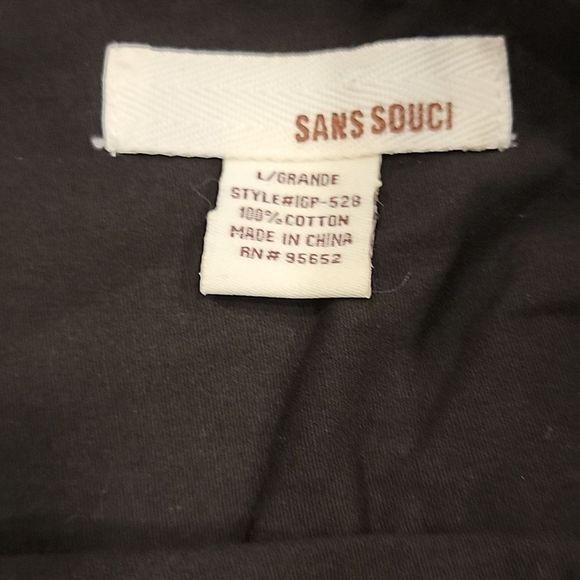 SANS SOUCI
L/GRANDE
STYLE#IGP-528
100% COTTON
MADE IN CHINA
RN# 95652